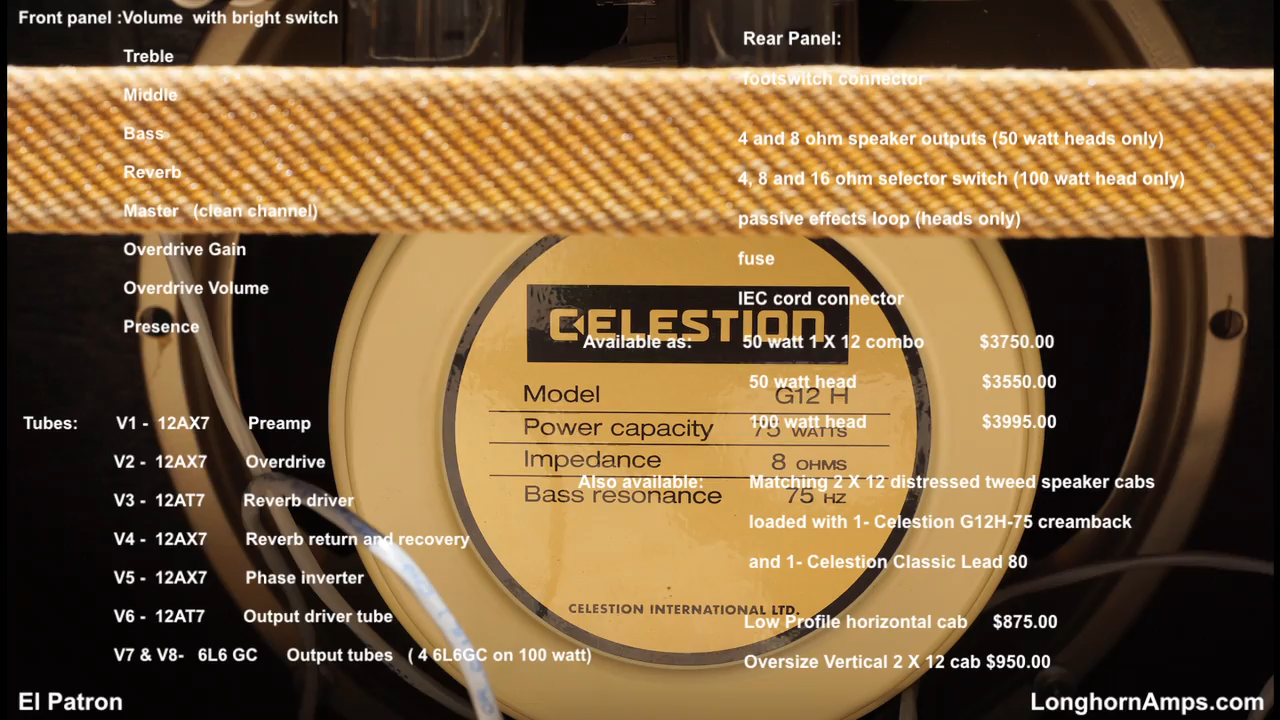 Front panel :Volume with bright switch
Treble
Middle
Bass
Reverb
Master (clean channel)
Overdrive Gain
Overdrive Volume
Presence
Tubes: V1 - 12AX7 Preamp
V2 - 12AX7 Overdrive
V3 - 12AT7 Reverb driver
V4 - 12AX7 Reverb return and recovery
V5 - 12AX7 Phase inverter
V6 - 12AT7 Output driver tube
V7 & V8- 6L6 GC Output tubes ( 4 6L6GC on 100 watt)
El Patron
Rear Panel:
footswitch connector
4 and 8 ohm speaker outputs (50 watt heads only)
4, 8 and 16 ohm selector switch (100 watt head only)
passive effects loop (heads only)
fuse
IEC cord connector
Available as: 50 watt 1 X 12 combo $3750.00
50 watt head $3550.00
100 watt head $3995.00
Also available: Matching 2 X 12 distressed tweed speaker cabs
loaded with 1- Celestion G12H-75 creamback
and 1- Celestion Classic Lead 80
Low Profile horizontal cab $875.00
Oversize Vertical 2 X 12 cab $950.00
LonghornAmps.com
CELESTION
Model G12 H
Power capacity 75 WATTS
Impedance 8 OHMS
Bass resonance 75 HZ
CELESTION INTERNATIONAL LTD.